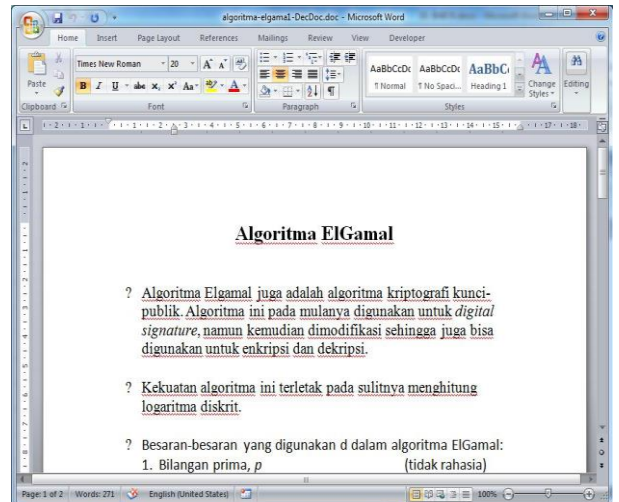 algoritma-elgamal-DecDoc.doc - Microsoft Word
Home Insert Page Layout References Mailings Review View Developer
Times New Roman 20
Paste
B I U abc x₂ x² Aa A
AaBbCcDc AaBbCcDc AaBbC
¶ Normal ¶ No Spaci... Heading 1
Change Styles
Editing
Clipboard Font Paragraph Styles
Algoritma ElGamal
? Algoritma Elgamal juga adalah algoritma kriptografi kunci-
publik. Algoritma ini pada mulanya digunakan untuk digital
signature, namun kemudian dimodifikasi sehingga juga bisa
digunakan untuk enkripsi dan dekripsi.
? Kekuatan algoritma ini terletak pada sulitnya menghitung
logaritma diskrit.
? Besaran-besaran yang digunakan d dalam algoritma ElGamal:
1. Bilangan prima, p (tidak rahasia)
Page: 1 of 2 Words: 271 English (United States) 100%